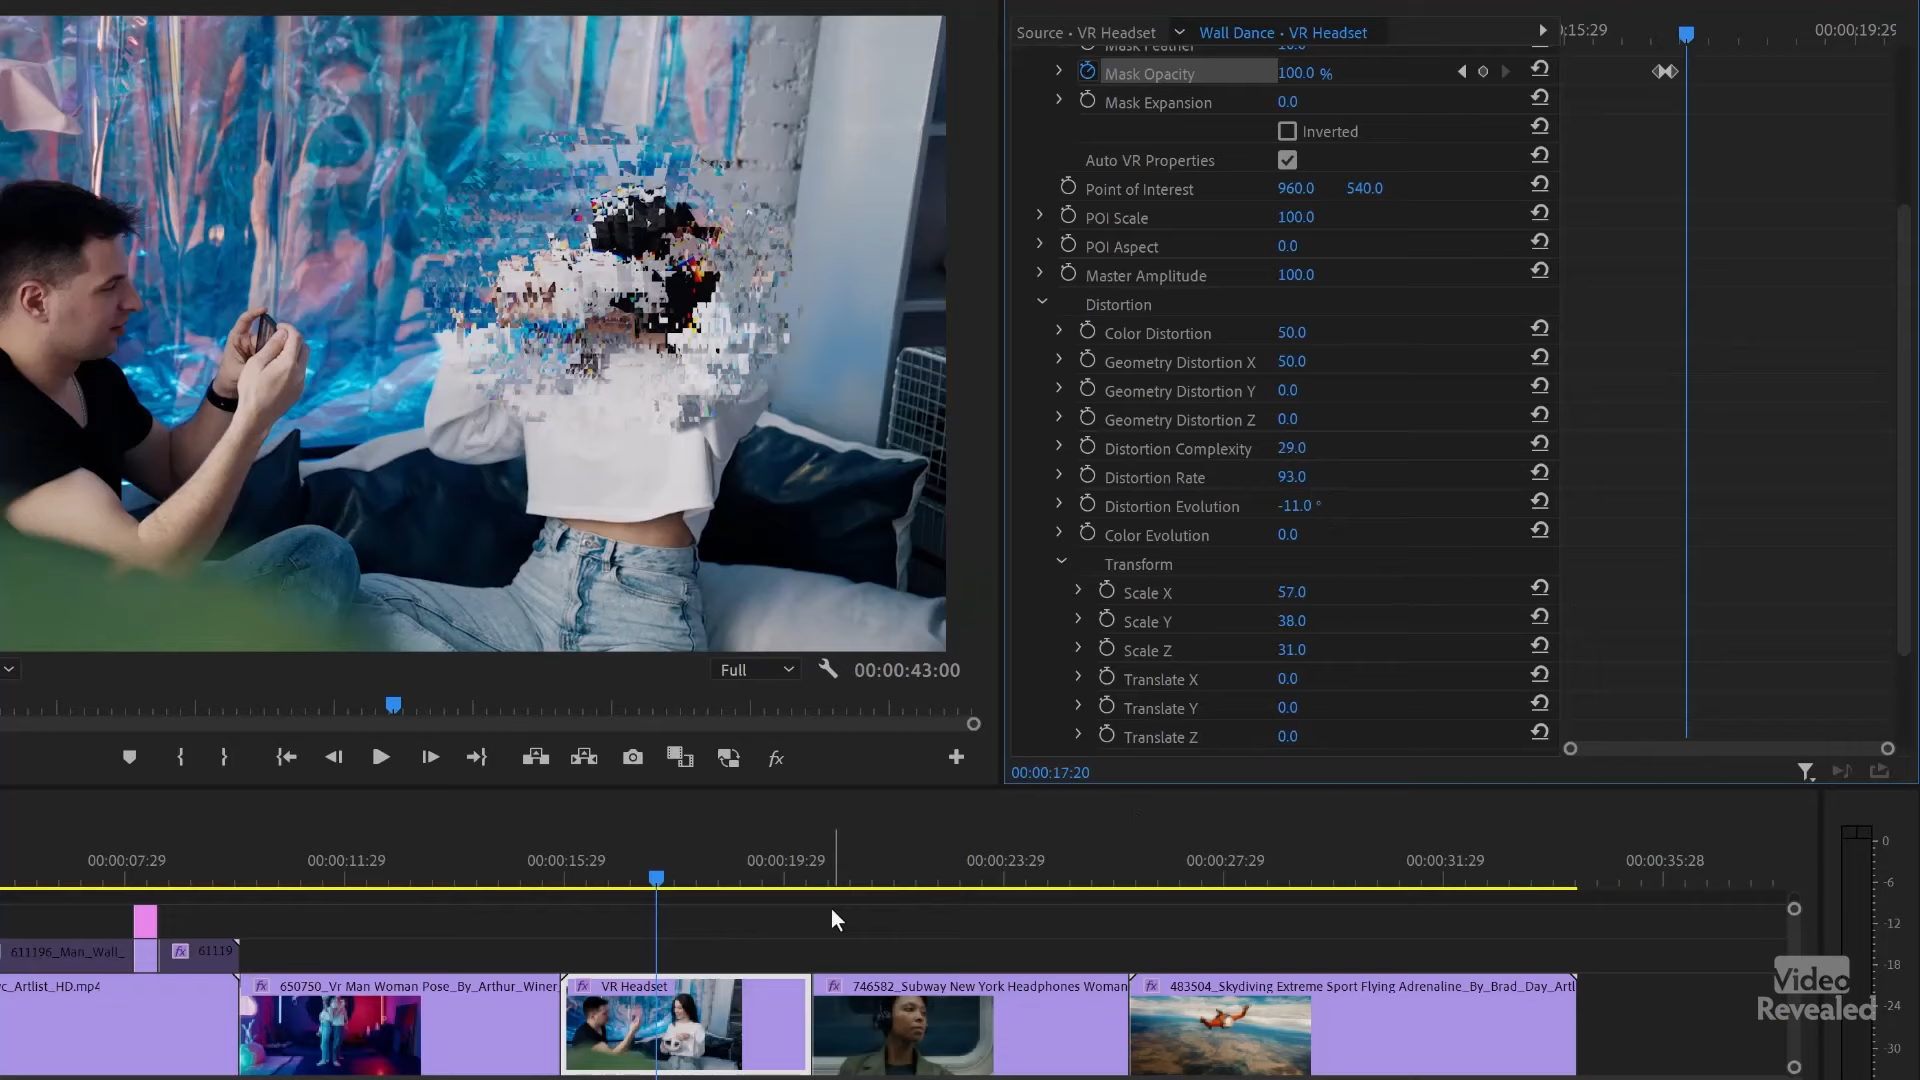 Source • VR Headset
Wall Dance • VR Headset
:15:29
00:00:19:29
Mask Feather
10.0
Mask Opacity
100.0 %
Mask Expansion
0.0
Inverted
Auto VR Properties
Point of Interest
960.0
540.0
POI Scale
100.0
POI Aspect
0.0
Master Amplitude
100.0
Distortion
Color Distortion
50.0
Geometry Distortion X
50.0
Geometry Distortion Y
0.0
Geometry Distortion Z
0.0
Distortion Complexity
29.0
Distortion Rate
93.0
Distortion Evolution
-11.0 °
Color Evolution
0.0
Transform
Scale X
57.0
Scale Y
38.0
Scale Z
31.0
Translate X
0.0
Translate Y
0.0
Translate Z
0.0
00:00:17:20
Full
00:00:43:00
fx
00:00:07:29
00:00:11:29
00:00:15:29
00:00:19:29
00:00:23:29
00:00:27:29
00:00:31:29
00:00:35:28
611196_Man_Wall_
fx 61119
c_Artlist_HD.mp4
fx 650750_Vr Man Woman Pose_By_Arthur_Winer
fx VR Headset
fx 746582_Subway New York Headphones Woman
fx 483504_Skydiving Extreme Sport Flying Adrenaline_By_Brad_Day_Artl
0
-6
-12
-18
-24
-30
Video
Revealed